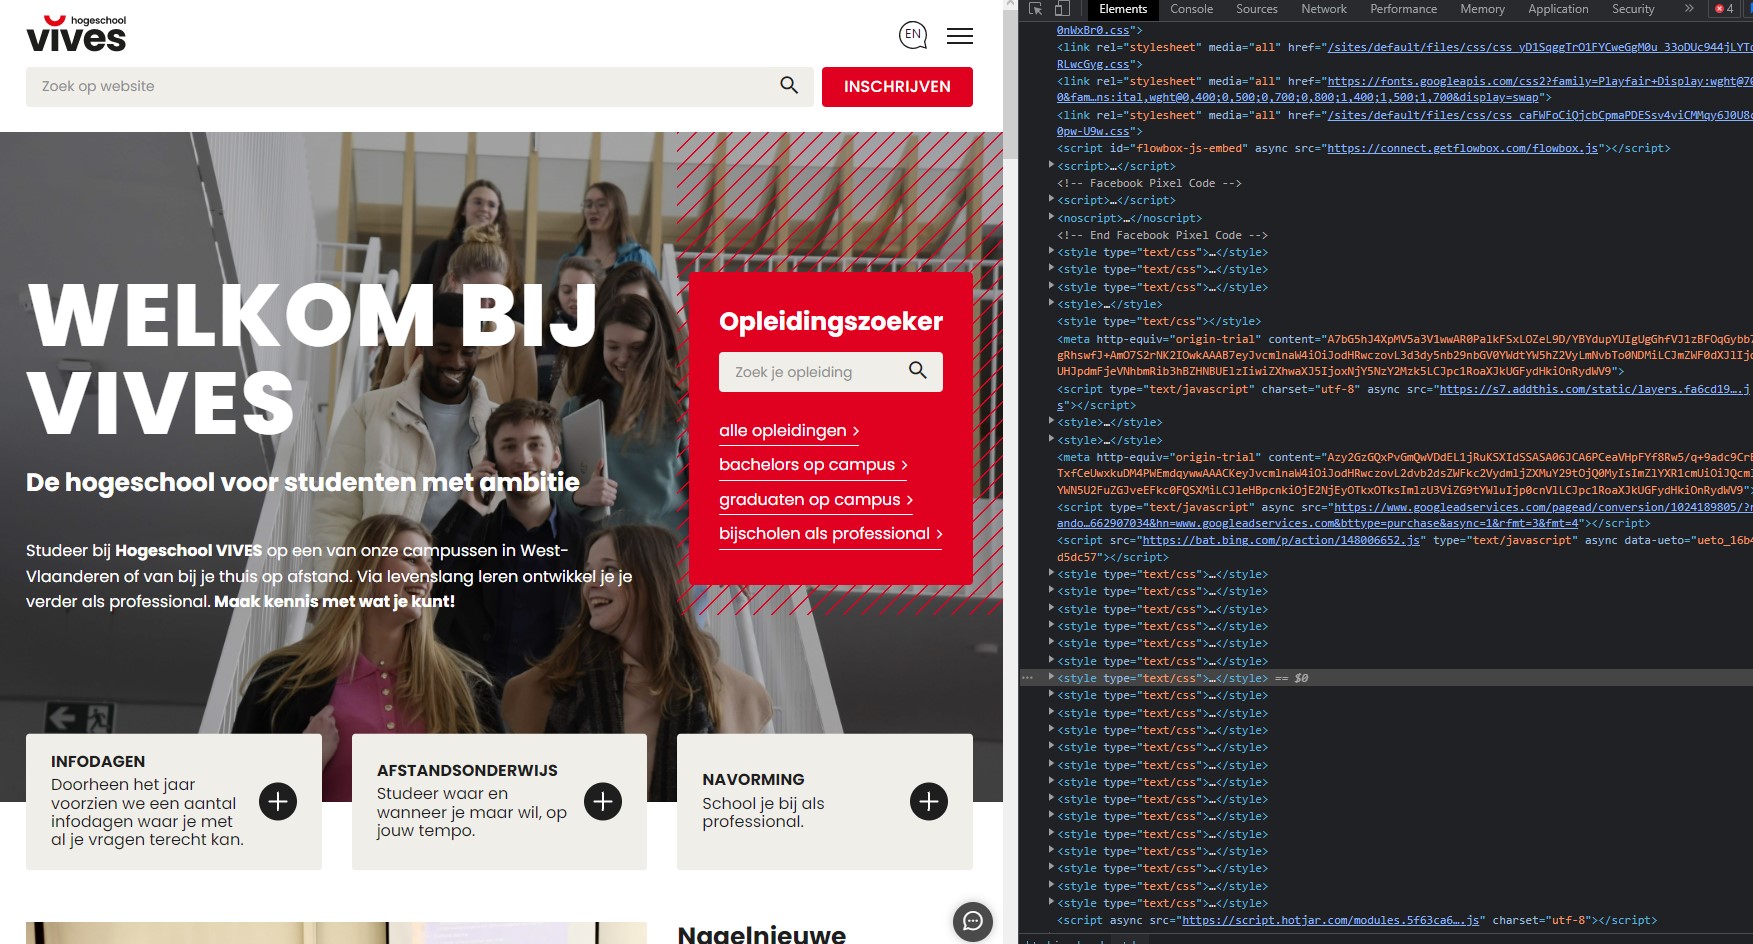 hogeschool
vives
EN
Zoek op website
INSCHRIJVEN
WELKOM BIJ
VIVES
De hogeschool voor studenten met ambitie
Studeer bij Hogeschool VIVES op een van onze campussen in West-
Vlaanderen of van bij je thuis op afstand. Via levenslang leren ontwikkel je je
verder als professional. Maak kennis met wat je kunt!
Opleidingszoeker
Zoek je opleiding
alle opleidingen
bachelors op campus
graduaten op campus
bijscholen als professional
INFODAGEN
Doorheen het jaar
voorzien we een aantal
infodagen waar je met
al je vragen terecht kan.
AFSTANDSONDERWIJS
Studeer waar en
wanneer je maar wil, op
jouw tempo.
NAVORMING
School je bij als
professional.
Nagelnieuwe
Elements Console Sources Network Performance Memory Application Security » 4
0nWxBr0.css">
<link rel="stylesheet" media="all" href="/sites/default/files/css/css_yD1SqggTrO1FYCweGgM0u_33oDUc944jLYT
RLwcGyg.css">
<link rel="stylesheet" media="all" href="https://fonts.googleapis.com/css2?family=Playfair+Display:wght@70
0&fam…ns:ital,wght@0,400;0,500;0,700;0,800;1,400;1,500;1,700&display=swap">
<link rel="stylesheet" media="all" href="/sites/default/files/css/css_caFWFoCiQjcbCpmaPDESsv4viCMMqy6J0U8
0pw-U9w.css">
<script id="flowbox-js-embed" async src="https://connect.getflowbox.com/flowbox.js"></script>
<script>…</script>
<!-- Facebook Pixel Code -->
<script>…</script>
<noscript>…</noscript>
<!-- End Facebook Pixel Code -->
<style type="text/css">…</style>
<style type="text/css">…</style>
<style type="text/css">…</style>
<style>…</style>
<style type="text/css"></style>
<meta http-equiv="origin-trial" content="
<script type="text/javascript" charset="utf-8" async src="https://s7.addthis.com/static/layers.fa6cd19….j
s"></script>
<style>…</style>
<style>…</style>
<meta http-equiv="origin-trial" content="
<script type="text/javascript" async src="https://www.googleadservices.com/pagead/conversion/1024189805/?r
ando…662907034&hn=www.googleadservices.com&bttype=purchase&async=1&rfmt=3&fmt=4"></script>
<script src="https://bat.bing.com/p/action/148006652.js" type="text/javascript" async data-ueto="ueto_16b4
d5dc57"></script>
<style type="text/css">…</style>
<style type="text/css">…</style>
<style type="text/css">…</style>
<style type="text/css">…</style>
<style type="text/css">…</style>
<style type="text/css">…</style>
<style type="text/css">…</style> == $0
<style type="text/css">…</style>
<style type="text/css">…</style>
<style type="text/css">…</style>
<style type="text/css">…</style>
<style type="text/css">…</style>
<style type="text/css">…</style>
<style type="text/css">…</style>
<style type="text/css">…</style>
<style type="text/css">…</style>
<style type="text/css">…</style>
<style type="text/css">…</style>
<style type="text/css">…</style>
<style type="text/css">…</style>
<script async src="https://script.hotjar.com/modules.5f63ca6….js" charset="utf-8"></script>